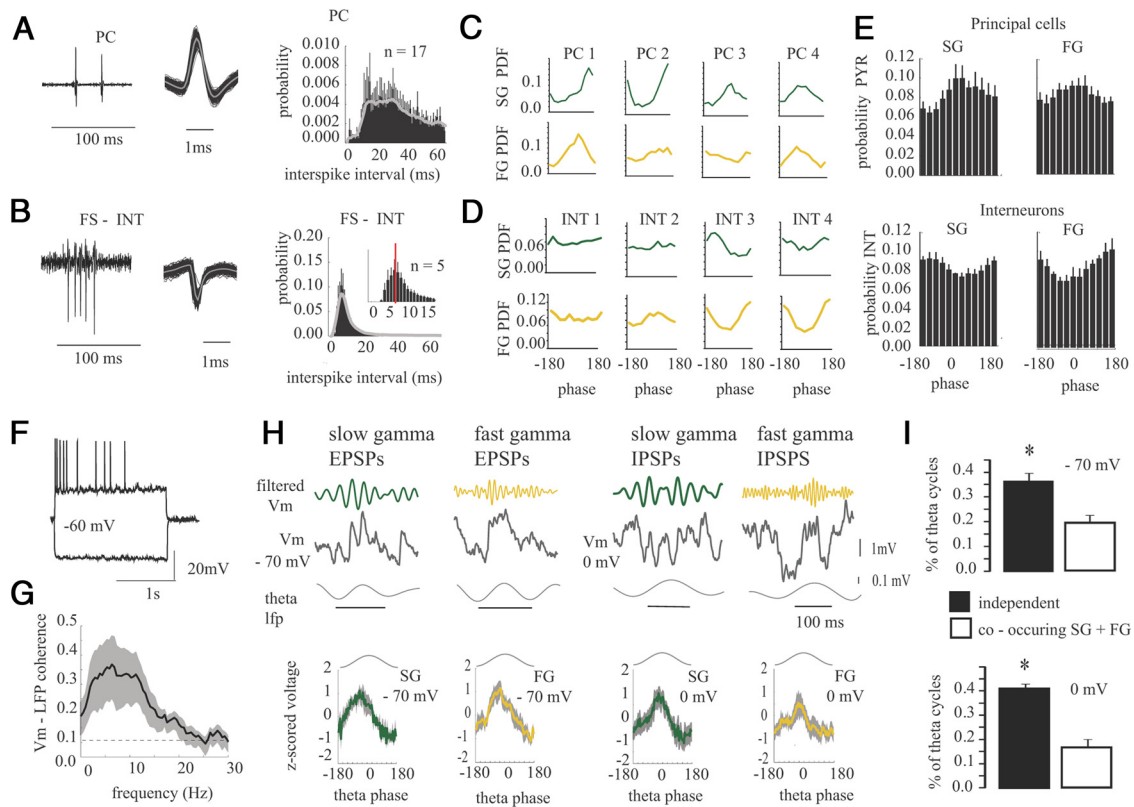 A
PC
100 ms
1ms
PC
probability
0.010
0.008
0.006
0.004
0.002
0.000
n = 17
0 20 40 60
interspike interval (ms)
B
FS - INT
100 ms
1ms
FS - INT
probability
0.20
0.15
0.10
0.05
0.00
n = 5
0 5 10 15
0 20 40 60
interspike interval (ms)
C
PC 1 PC 2 PC 3 PC 4
SG PDF
0.1
0.0
FG PDF
0.1
0.0
D
INT 1 INT 2 INT 3 INT 4
SG PDF
0.06
0.00
FG PDF
0.12
0.06
0.00
-180 180 -180 180 -180 180 -180 180
phase phase phase phase
E
Principal cells
SG FG
probability PYR
0.12
0.10
0.08
0.06
0.04
0.02
0.00
Interneurons
SG FG
probability INT
0.12
0.10
0.08
0.06
0.04
0.02
0.00
-180 0 180 -180 0 180
phase phase
F
-60 mV
20mV
1s
G
Vm - LFP coherence
0.5
0.4
0.3
0.2
0.1
0.1
0 10 20 30
frequency (Hz)
H
slow gamma EPSPs
fast gamma EPSPs
slow gamma IPSPs
fast gamma IPSPS
filtered Vm
Vm
- 70 mV
Vm
0 mV
1mV
0.1 mV
theta lfp
100 ms
z-scored voltage
2
1
0
-1
-2
SG
- 70 mV
2
1
0
-1
-2
FG
- 70 mV
2
1
0
-1
-2
SG
0 mV
2
1
0
-1
-2
FG
0 mV
-180 0 180 -180 0 180 -180 0 180 -180 0 180
theta phase theta phase theta phase theta phase
I
% of theta cycles
0.4
0.3
0.2
0.2
0.1
0.0
*
- 70 mV
independent
co - occuring SG + FG
% of theta cycles
0.4
0.3
0.2
0.1
0.0
*
0 mV